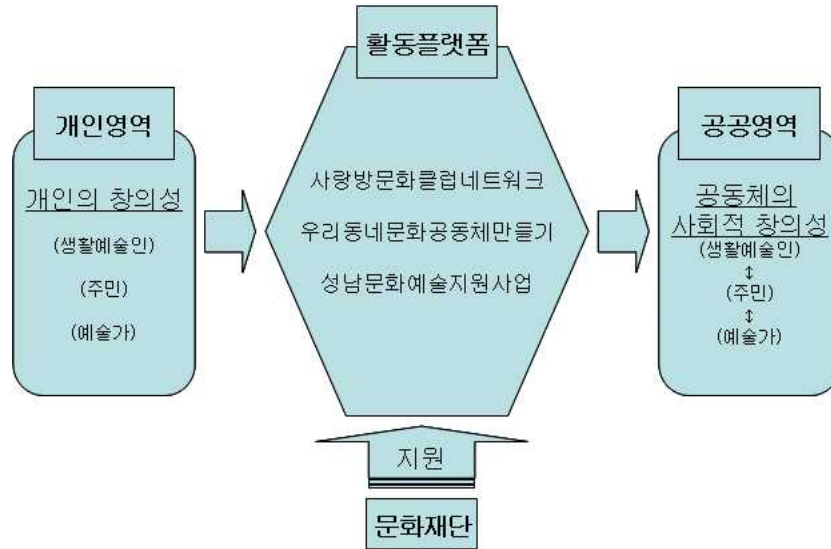 활동플랫폼
개인영역
개인의 창의성
(생활예술인)
(주민)
(예술가)
사랑방문화클럽네트워크
우리동네문화공동체만들기
성남문화예술지원사업
공공영역
공동체의
사회적 창의성
(생활예술인)
↕
(주민)
↕
(예술가)
지원
문화재단